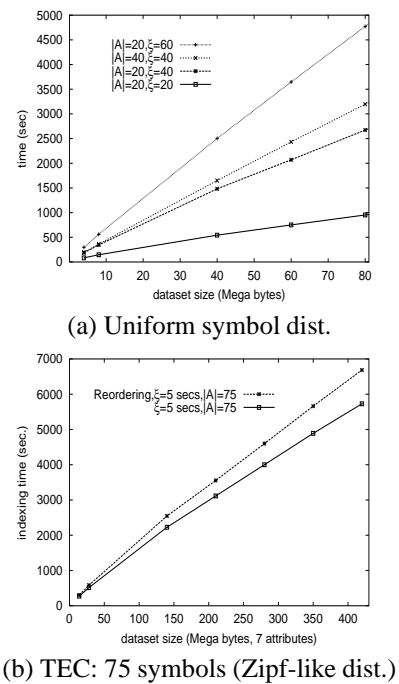 5000
4500
4000
3500
3000
2500
2000
1500
1000
500
0
time (sec)
|A|=20,ξ=60
|A|=40,ξ=40
|A|=20,ξ=40
|A|=20,ξ=20
0 10 20 30 40 50 60 70 80
dataset size (Mega bytes)
(a) Uniform symbol dist.
7000
6000
5000
4000
3000
2000
1000
0
indexing time (sec.)
Reordering,ξ=5 secs,|A|=75
ξ=5 secs,|A|=75
0 50 100 150 200 250 300 350 400
dataset size (Mega bytes, 7 attributes)
(b) TEC: 75 symbols (Zipf-like dist.)